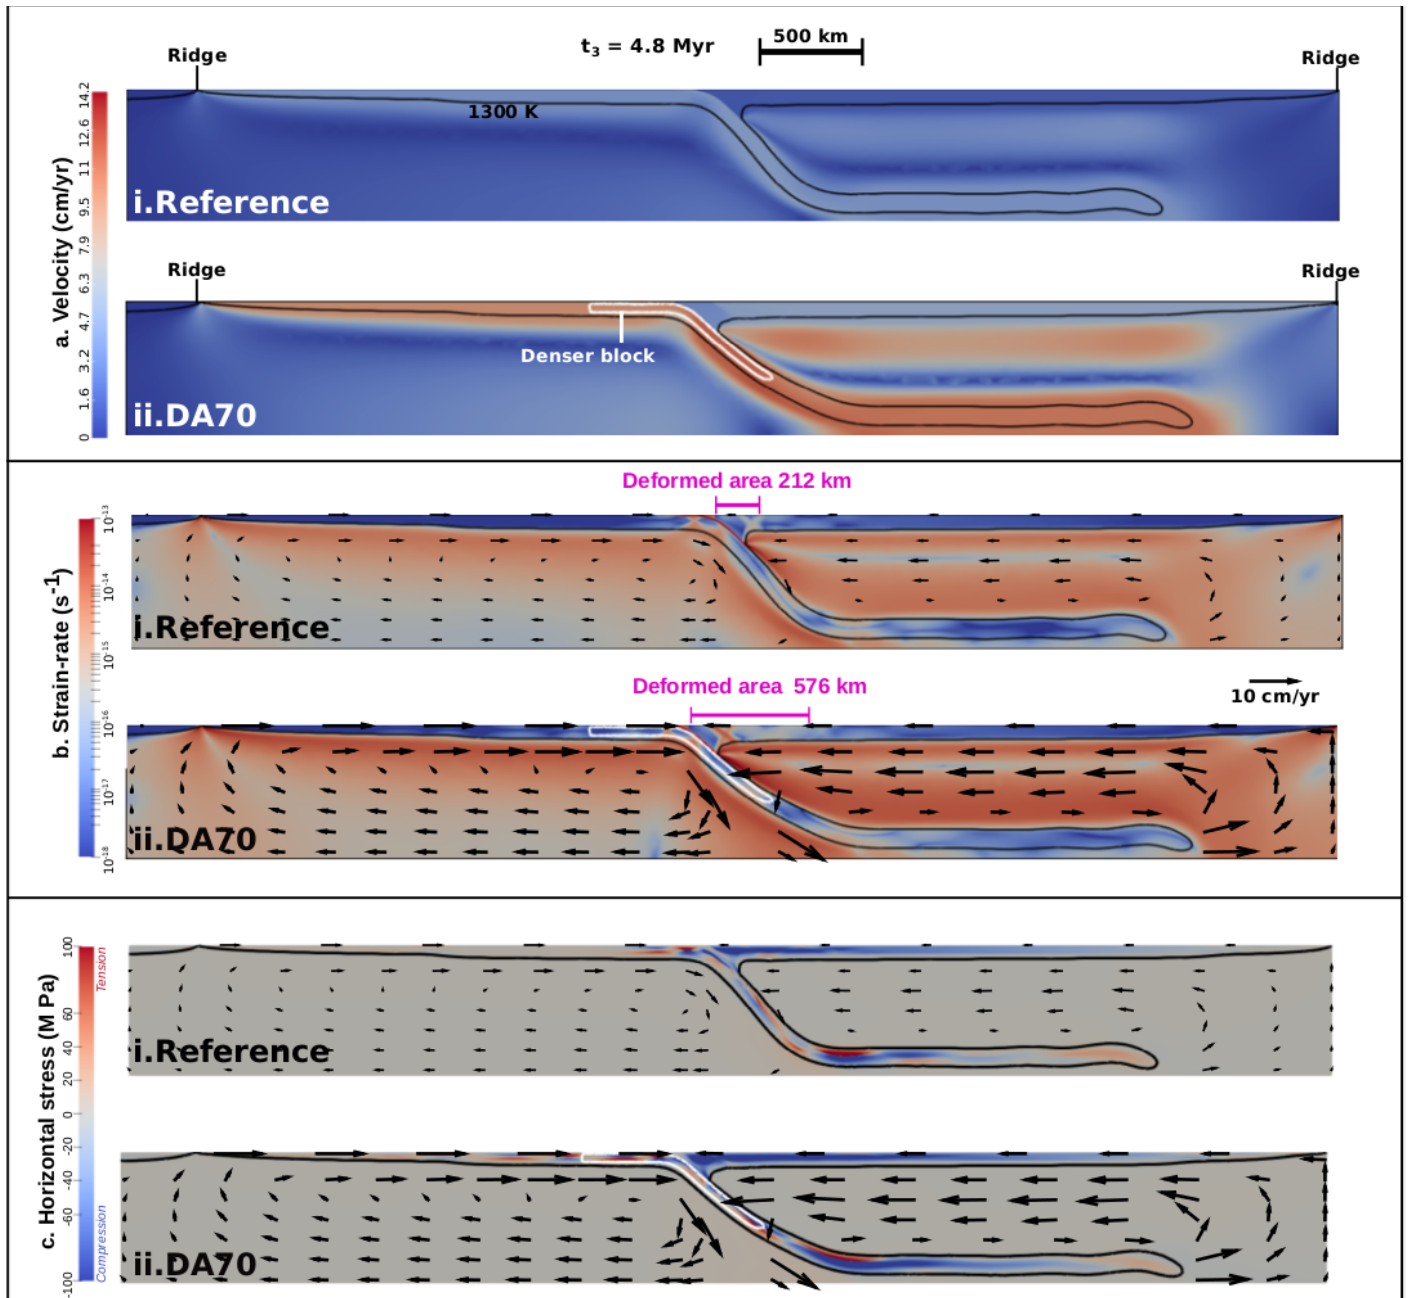 t3 = 4.8 Myr
500 km
Ridge
Ridge
1300 K
i.Reference
Ridge
Ridge
Denser block
ii.DA70
a. Velocity (cm/yr)
14.2
12.6
11
9.5
7.9
6.3
4.7
3.2
1.6
0
Deformed area 212 km
i.Reference
Deformed area 576 km
10 cm/yr
ii.DA70
b. Strain-rate (s-1)
10-13
10-14
10-15
10-16
10-17
10-18
i.Reference
ii.DA70
c. Horizontal stress (M Pa)
100
60
40
20
0
-20
-40
-60
-100
Tension
Compression